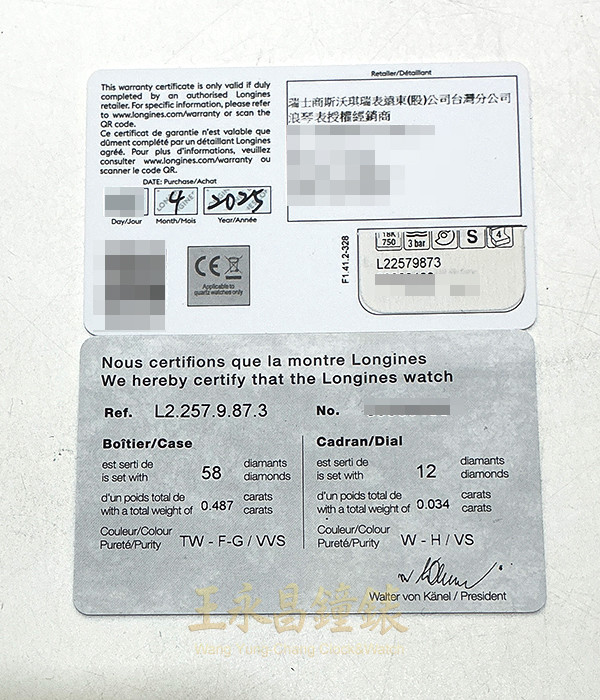 This warranty certificate is only valid if duly
completed by an authorised Longines
retailer. For specific information, please refer
to www.longines.com/warranty or scan the
QR code.
Ce certificat de garantie n'est valable que
dûment complété par un détaillant Longines
agréé. Pour plus d'informations, veuillez
consulter www.longines.com/warranty ou
scanner le code QR.
DATE: Purchase/Achat
4 2025
Day/Jour Month/Mois Year/Année
CE
Applicable to
quartz watches only
Retailer/Détaillant
瑞士商斯沃琪瑞表遠東(股)公司台灣分公司
浪琴表授權經銷商
F1.41.2-328
18K
750 3 bar S 4
L22579873
Nous certifions que la montre Longines
We hereby certify that the Longines watch
Ref. L2.257.9.87.3 No.
Boîtier/Case
est serti de
is set with 58 diamants
diamonds
d'un poids total de
with a total weight of 0.487 carats
carats
Couleur/Colour
Pureté/Purity TW - F-G / VVS
Cadran/Dial
est serti de
is set with 12 diamants
diamonds
d'un poids total de
with a total weight of 0.034 carats
carats
Couleur/Colour
Pureté/Purity W - H / VS
Walter von Känel / President
王永昌鐘錶
Wang Yung Chang Clock&Watch